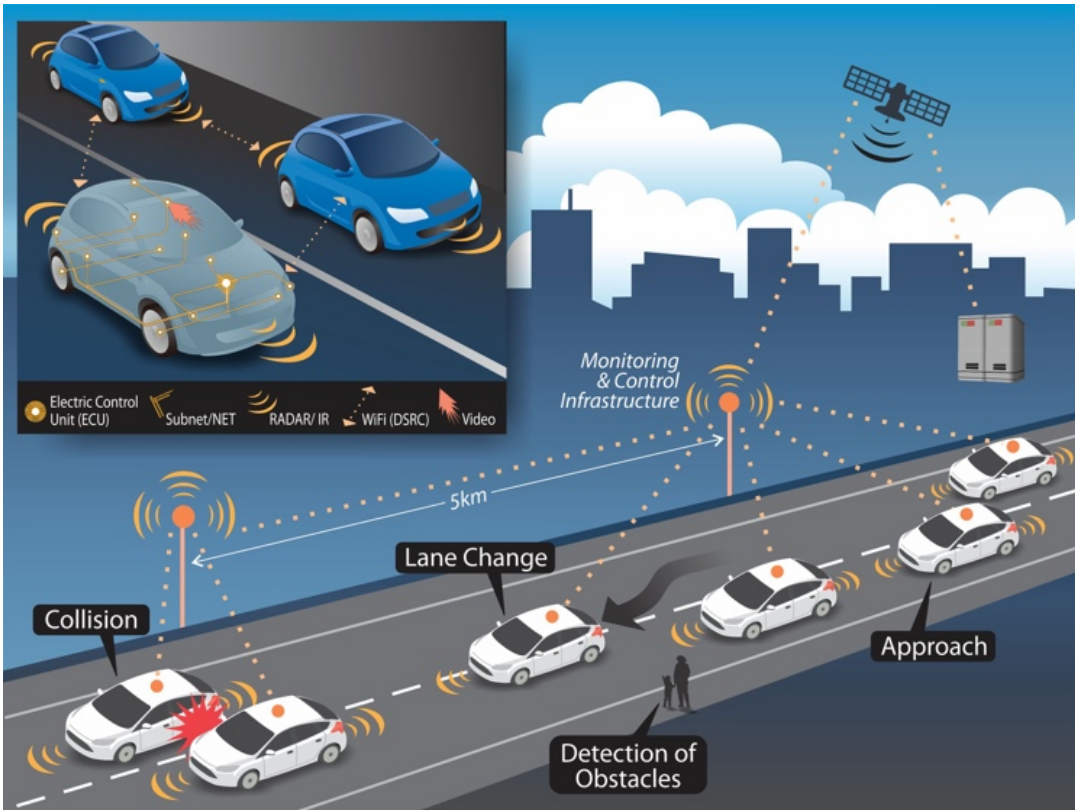 Electric Control
Unit (ECU)
Subnet/NET
RADAR/ IR
WiFi (DSRC)
Video
Monitoring
& Control
Infrastructure
5km
Lane Change
Collision
Approach
Detection of
Obstacles